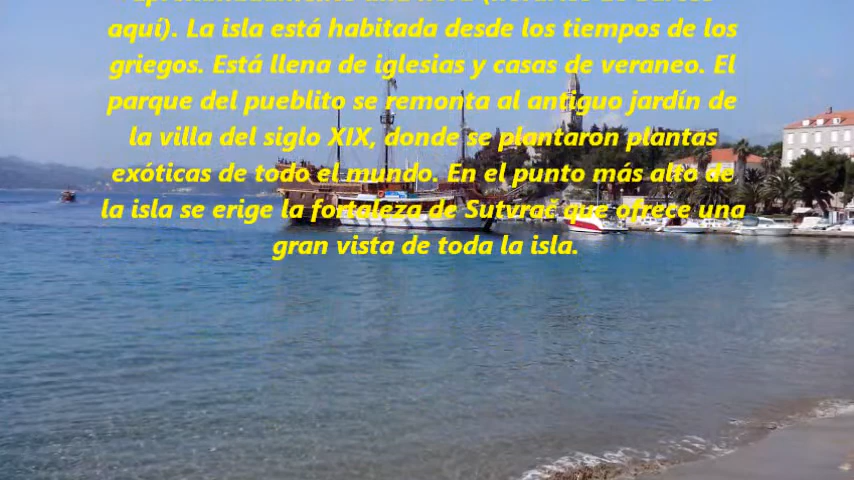 aquí). La isla está habitada desde los tiempos de los
griegos. Está llena de iglesias y casas de veraneo. El
parque del pueblito se remonta al antiguo jardín de
la villa del siglo XIX, donde se plantaron plantas
exóticas de todo el mundo. En el punto más alto de
la isla se erige la fortaleza de Sutvrač que ofrece una
gran vista de toda la isla.